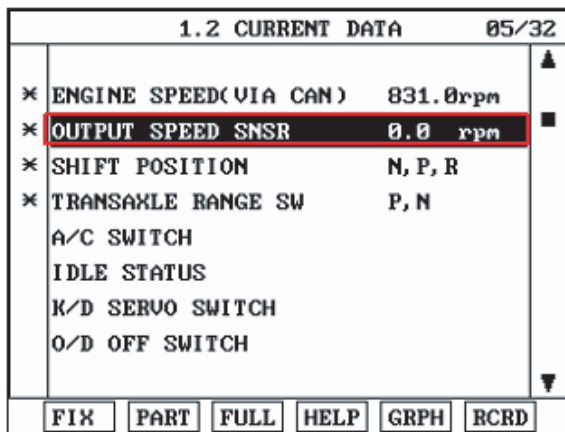 1.2 CURRENT DATA 05/32
* ENGINE SPEED(VIA CAN) 831.0rpm
* OUTPUT SPEED SNSR 0.0 rpm
* SHIFT POSITION N,P,R
* TRANSAXLE RANGE SW P,N
A/C SWITCH
IDLE STATUS
K/D SERVO SWITCH
O/D OFF SWITCH
FIX PART FULL HELP GRPH RCRD